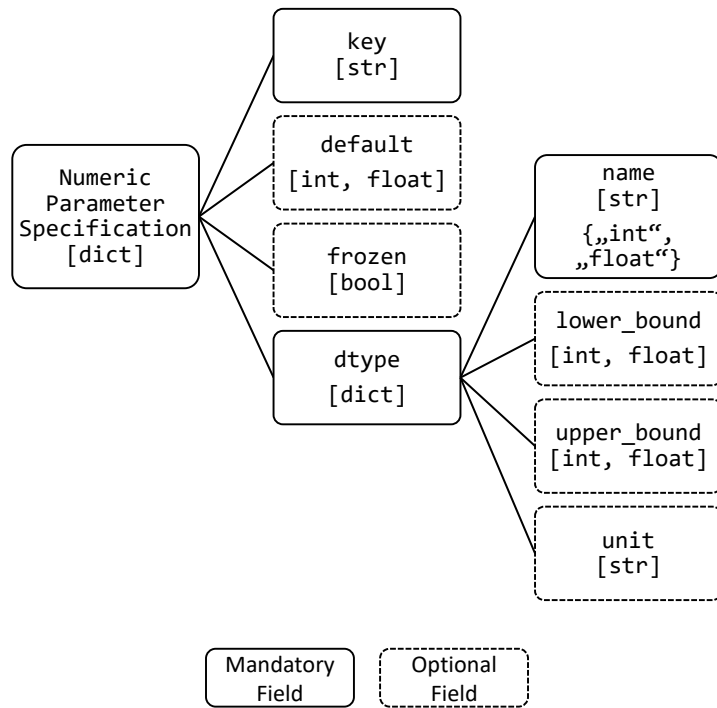 key
[str]
default
[int, float]
Numeric
Parameter
Specification
[dict]
frozen
[bool]
dtype
[dict]
name
[str]
{„int“,
„float“}
lower_bound
[int, float]
upper_bound
[int, float]
unit
[str]
Mandatory
Field
Optional
Field